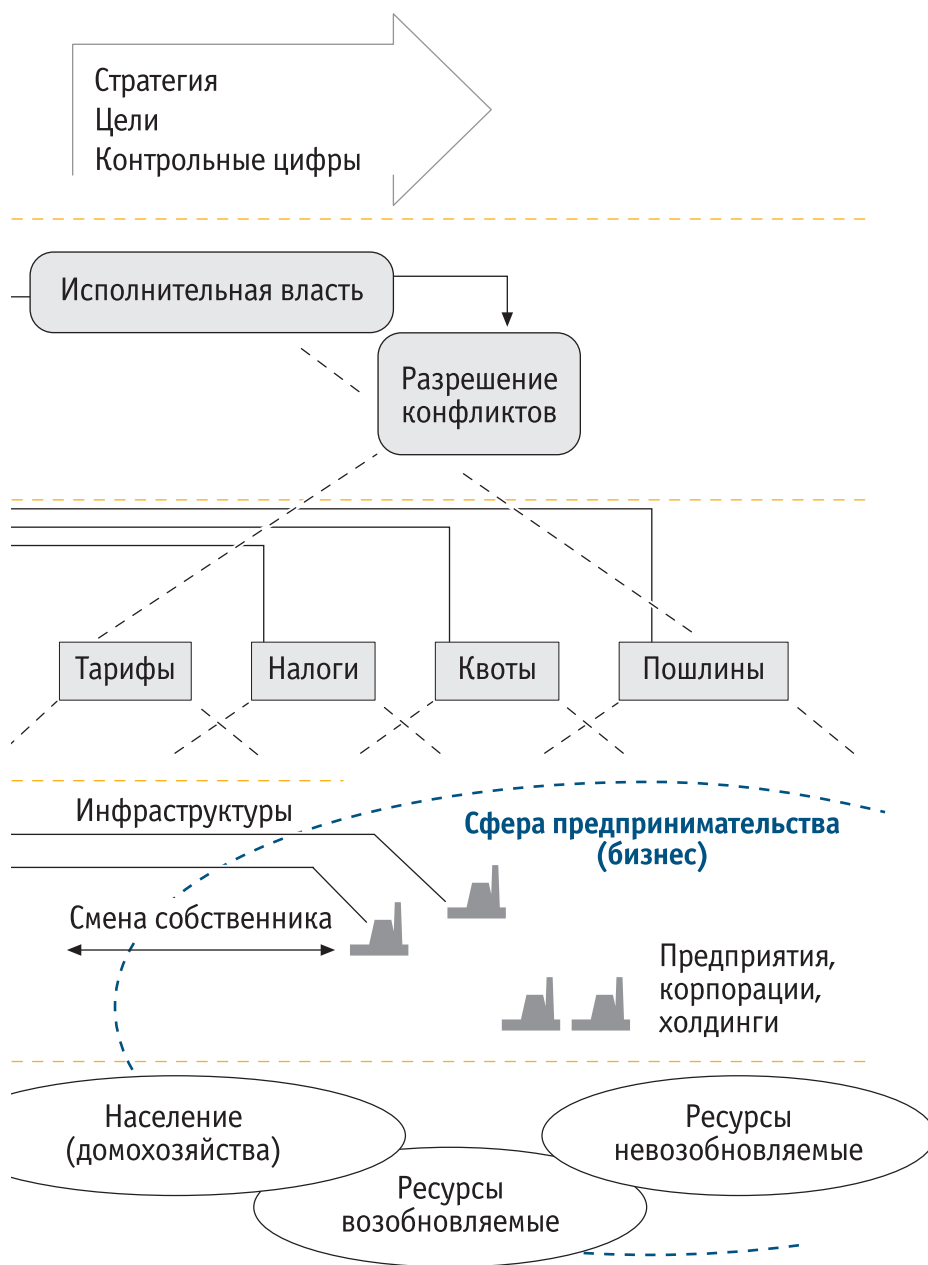 Стратегия
Цели
Контрольные цифры
Исполнительная власть
Разрешение
конфликтов
Тарифы
Налоги
Квоты
Пошлины
Инфраструктуры
Сфера предпринимательства
(бизнес)
Смена собственника
Предприятия,
корпорации,
холдинги
Население
(домохозяйства)
Ресурсы
невозобновляемые
Ресурсы
возобновляемые